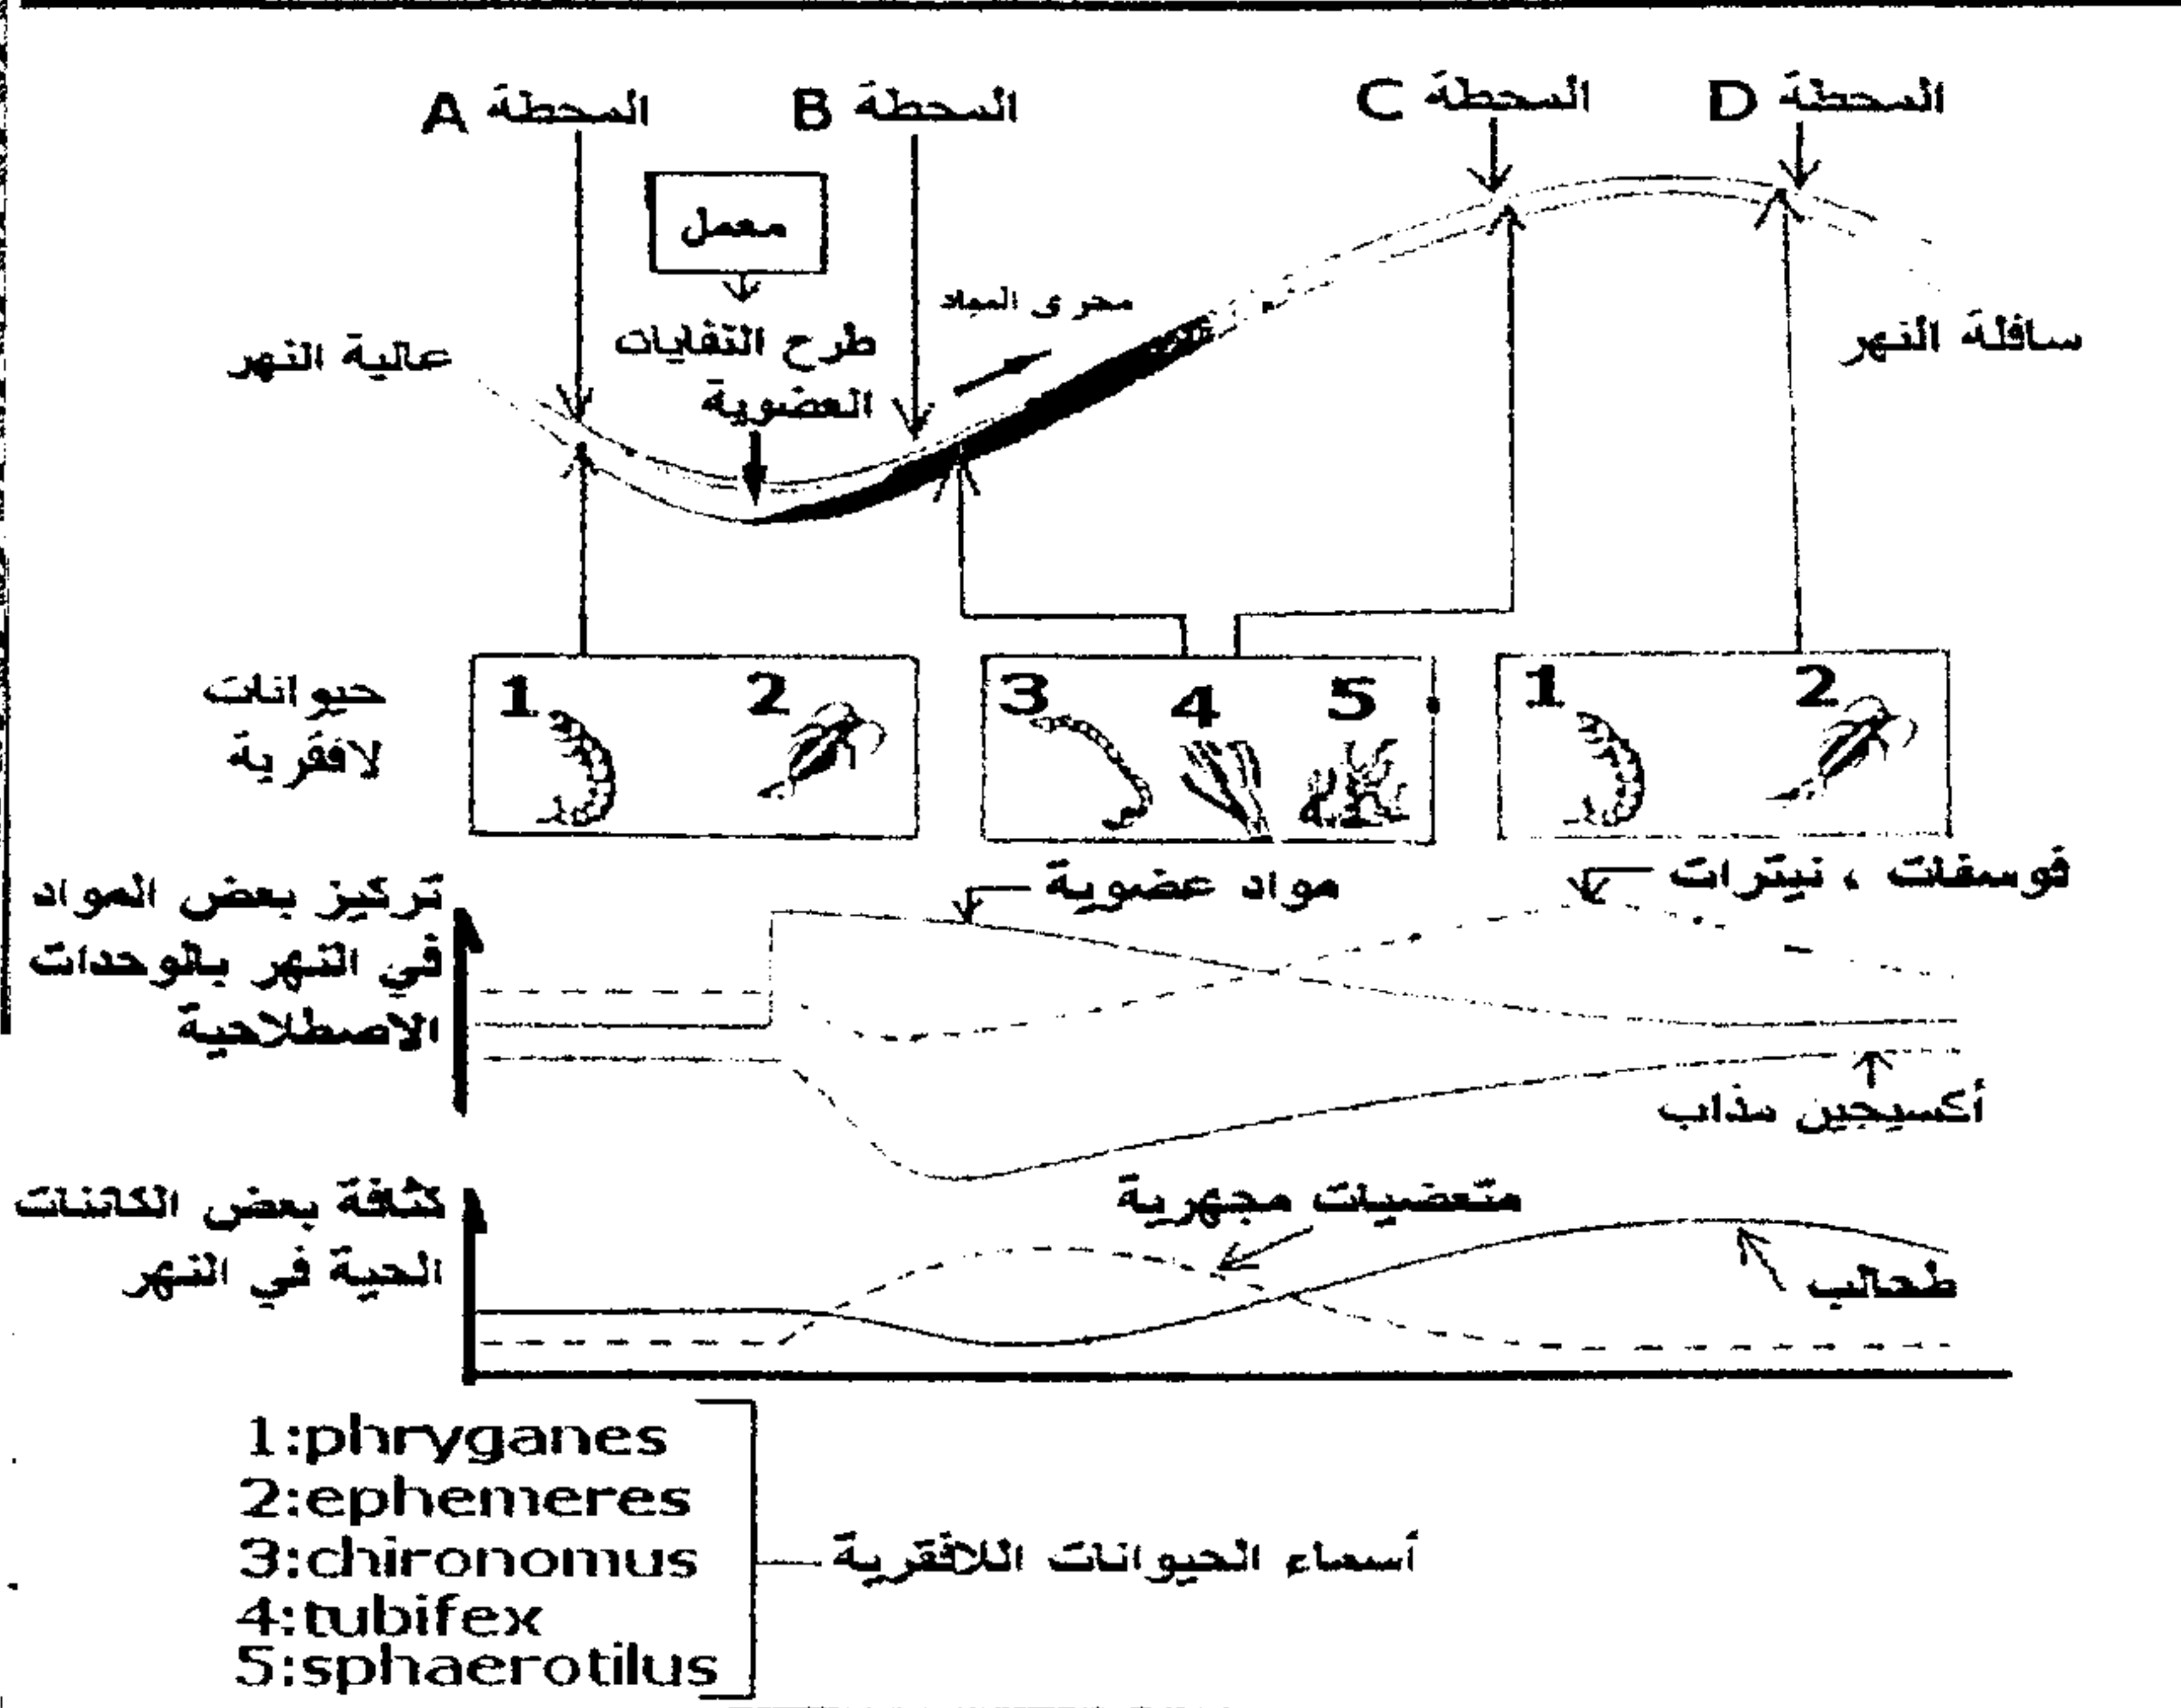 المحطة A
المحطة B
المحطة C
المحطة D
معمل
مجرى المياه
طرح النفايات
العضوية
عالية النهر
سافلة النهر
حيوانات
لافقرية
1
2
3
4
5
1
2
فوسفات ، نيترات
مواد عضوية
تركيز بعض المواد
في النهر بالوحدات
الاصطلاحية
أكسيجين مذاب
متعضيات مجهرية
كثافة بعض الكائنات
الحية في النهر
طحالب
1:phryganes
2:ephemeres
3:chironomus
4:tubifex
5:sphaerotilus
أسماء الحيوانات اللافقرية